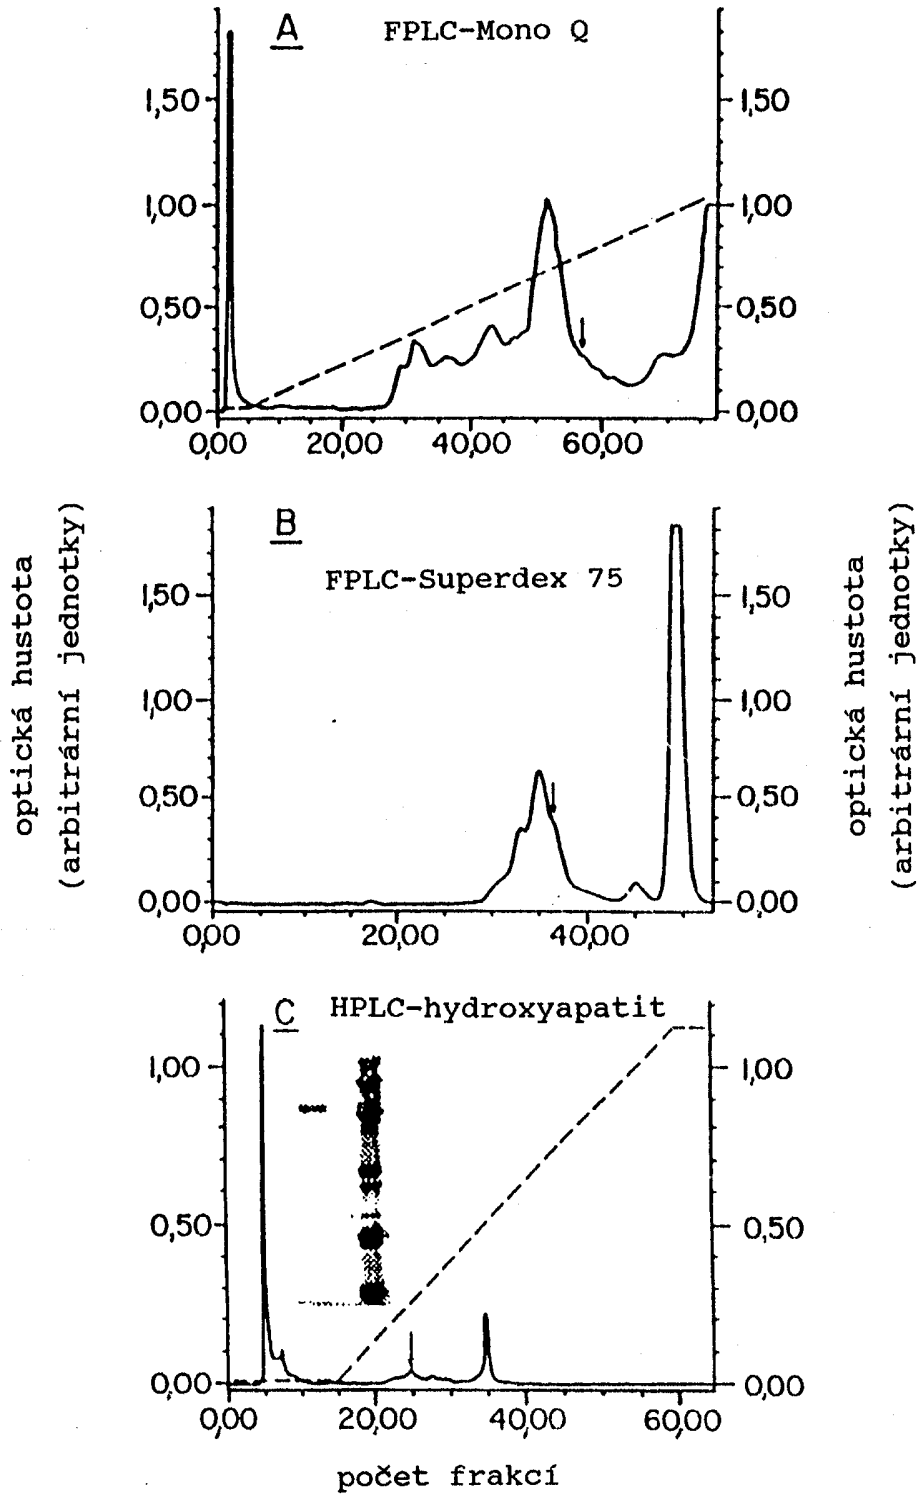 A FPLC-Mono Q
1,50 1,50
1,00 1,00
0,50 0,50
0,00 0,00
0,00 20,00 40,00 60,00
optická hustota
(arbitrární jednotky)
B
FPLC-Superdex 75
1,50 1,50
1,00 1,00
0,50 0,50
0,00 0,00
0,00 20,00 40,00
optická hustota
(arbitrární jednotky)
C HPLC-hydroxyapatit
1,00 1,00
0,50 0,50
0,00 0,00
0,00 20,00 40,00 60,00
počet frakcí